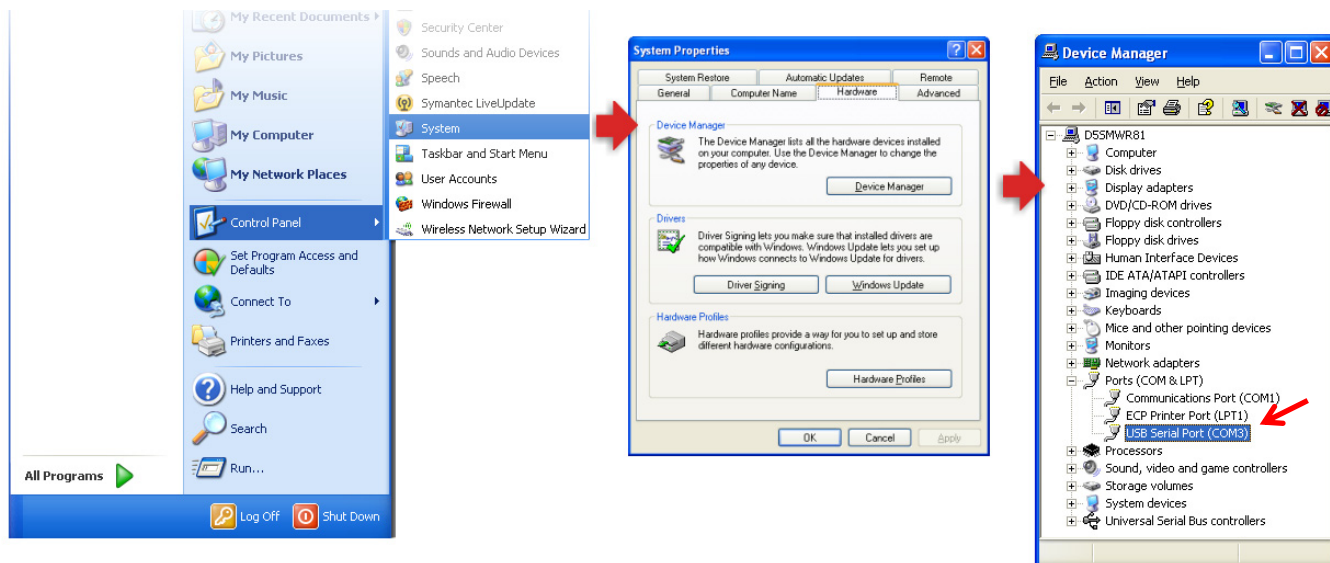 My Recent Documents
My Pictures
My Music
My Computer
My Network Places
Control Panel
Set Program Access and
Defaults
Connect To
Printers and Faxes
Help and Support
Search
Run...
All Programs
Log Off
Shut Down
Security Center
Sounds and Audio Devices
Speech
Symantec LiveUpdate
System
Taskbar and Start Menu
User Accounts
Windows Firewall
Wireless Network Setup Wizard
System Properties
System Restore
Automatic Updates
Remote
General
Computer Name
Hardware
Advanced
Device Manager
The Device Manager lists all the hardware devices installed
on your computer. Use the Device Manager to change the
properties of any device.
Device Manager
Drivers
Driver Signing lets you make sure that installed drivers are
compatible with Windows. Windows Update lets you set up
how Windows connects to Windows Update for drivers.
Driver Signing
Windows Update
Hardware Profiles
Hardware profiles provide a way for you to set up and store
different hardware configurations.
Hardware Profiles
OK
Cancel
Apply
Device Manager
File Action View Help
D5SMWR81
Computer
Disk drives
Display adapters
DVD/CD-ROM drives
Floppy disk controllers
Floppy disk drives
Human Interface Devices
IDE ATA/ATAPI controllers
Imaging devices
Keyboards
Mice and other pointing devices
Monitors
Network adapters
Ports (COM & LPT)
Communications Port (COM1)
ECP Printer Port (LPT1)
USB Serial Port (COM3)
Processors
Sound, video and game controllers
Storage volumes
System devices
Universal Serial Bus controllers